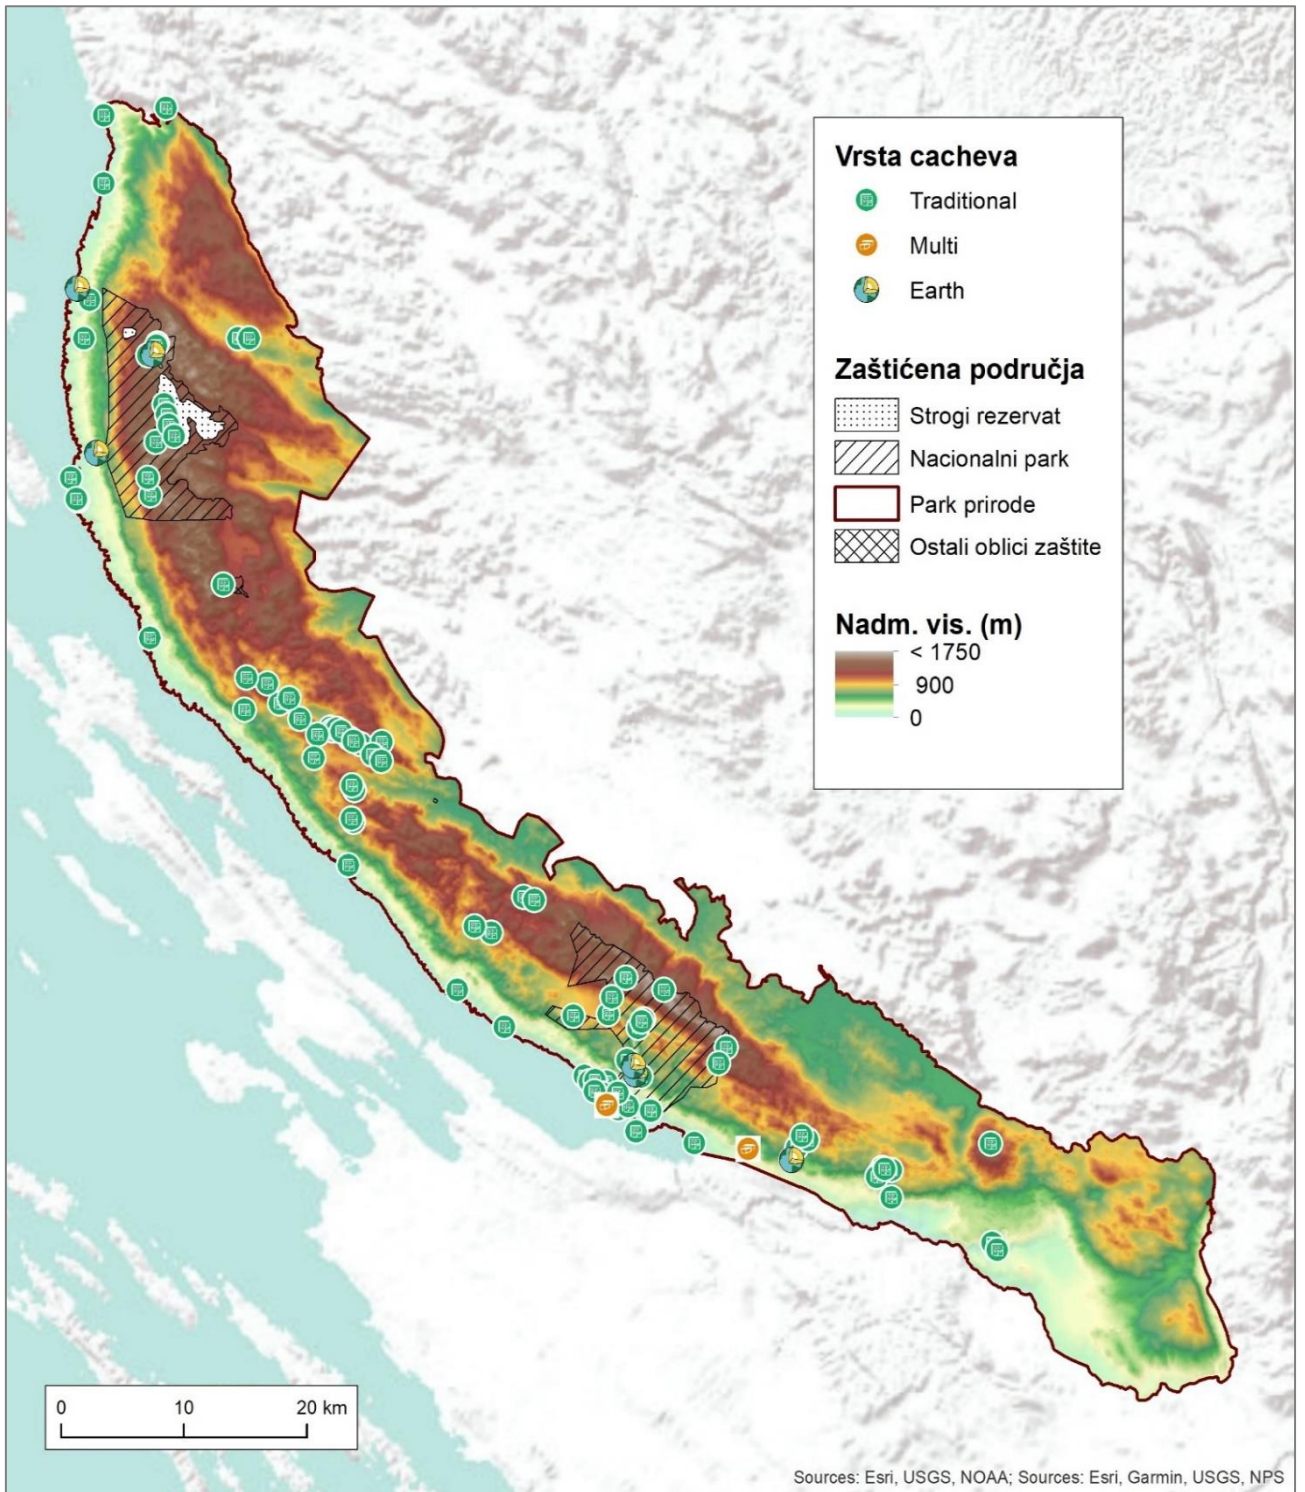 Vrsta cacheva
Traditional
Multi
Earth
Zaštićena područja
Strogi rezervat
Nacionalni park
Park prirode
Ostali oblici zaštite
Nadm. vis. (m)
< 1750
900
0
0 10 20 km
Sources: Esri, USGS, NOAA; Sources: Esri, Garmin, USGS, NPS